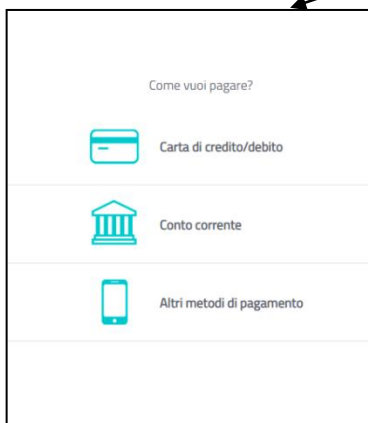 Come vuoi pagare?
Carta di credito/debito
Conto corrente
Altri metodi di pagamento